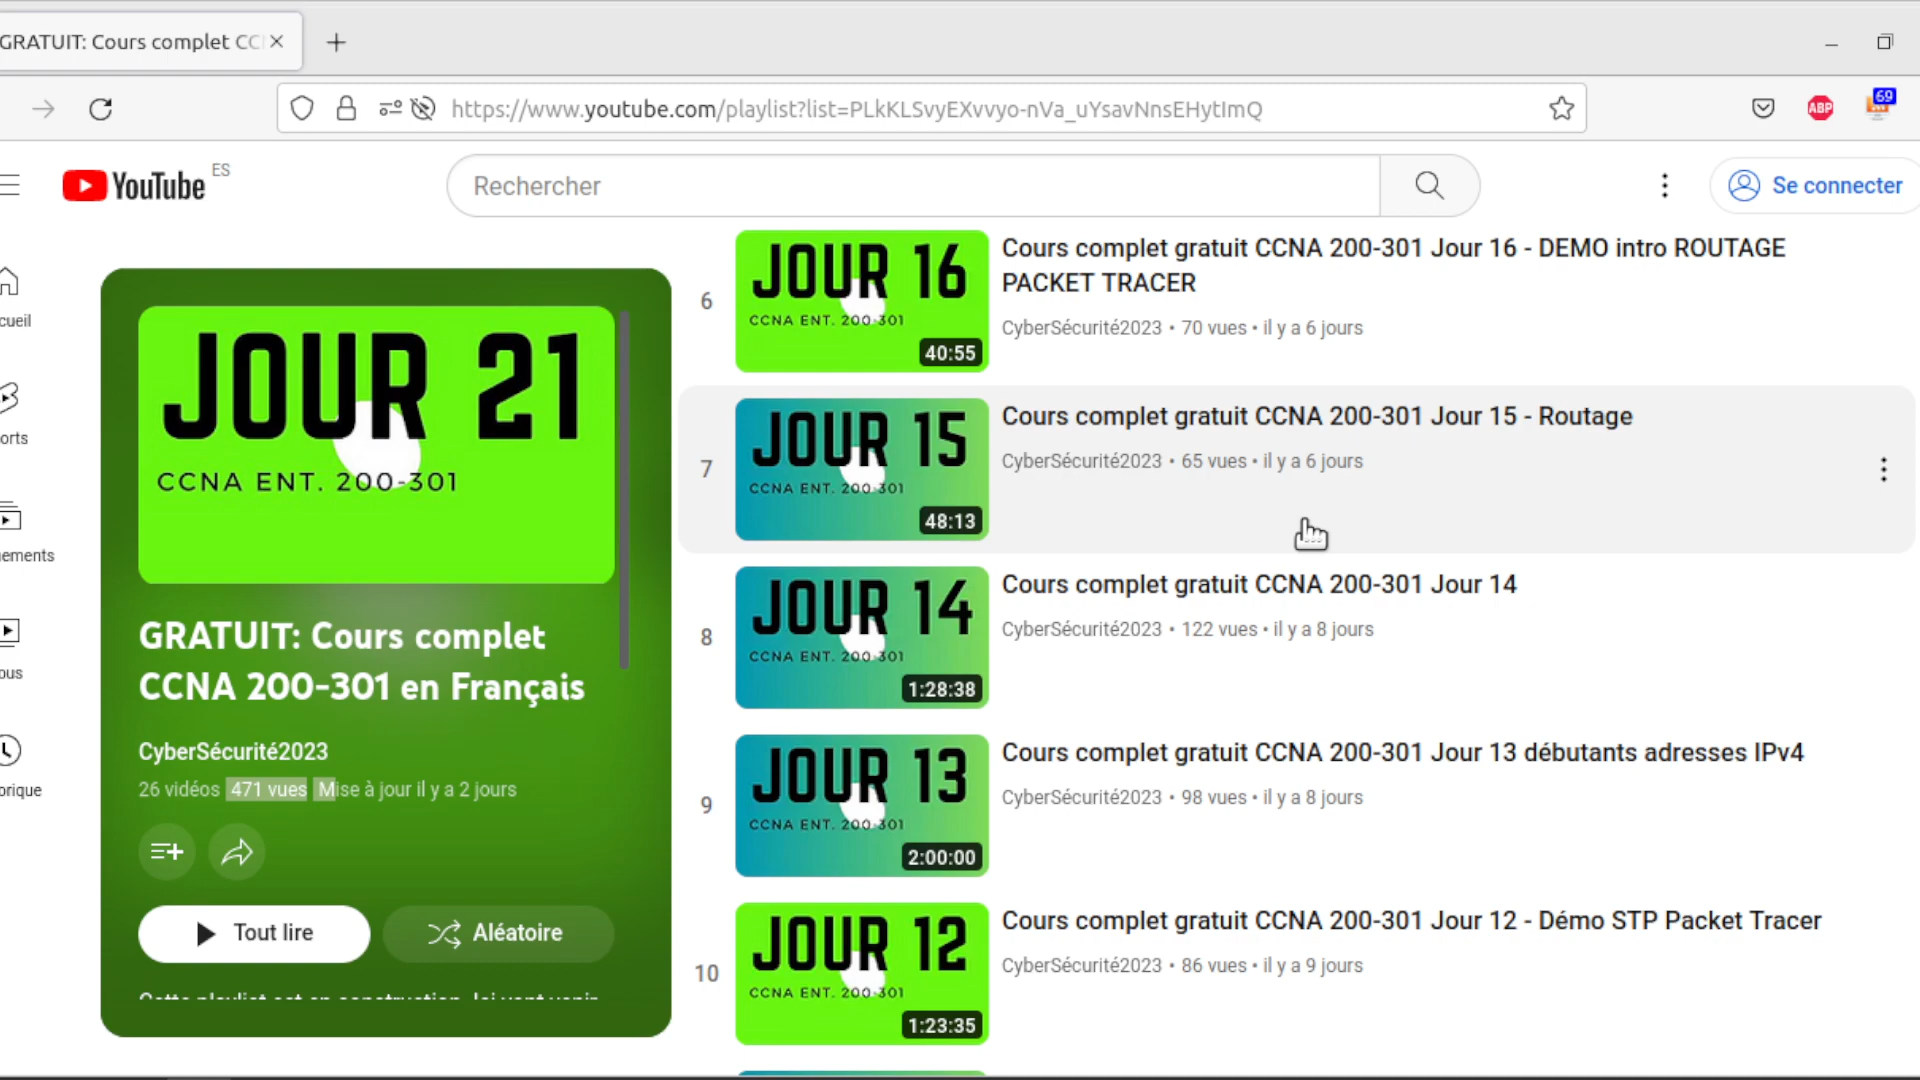 GRATUIT: Cours complet CC
https://www.youtube.com/playlist?list=PLkKLSvyEXvvyo-nVa_uYsavNnsEHytImQ
ABP
69
YouTube ES
Rechercher
Se connecter
cueil
orts
ements
ous
orique
JOUR 21
CCNA ENT. 200-301
GRATUIT: Cours complet
CCNA 200-301 en Français
CyberSécurité2023
26 vidéos 471 vues Mise à jour il y a 2 jours
Tout lire
Aléatoire
6
JOUR 16
CCNA ENT. 200-301
40:55
Cours complet gratuit CCNA 200-301 Jour 16 - DEMO intro ROUTAGE
PACKET TRACER
CyberSécurité2023 • 70 vues • il y a 6 jours
7
JOUR 15
CCNA ENT. 200-301
48:13
Cours complet gratuit CCNA 200-301 Jour 15 - Routage
CyberSécurité2023 • 65 vues • il y a 6 jours
8
JOUR 14
CCNA ENT. 200-301
1:28:38
Cours complet gratuit CCNA 200-301 Jour 14
CyberSécurité2023 • 122 vues • il y a 8 jours
9
JOUR 13
CCNA ENT. 200-301
2:00:00
Cours complet gratuit CCNA 200-301 Jour 13 débutants adresses IPv4
CyberSécurité2023 • 98 vues • il y a 8 jours
10
JOUR 12
CCNA ENT. 200-301
1:23:35
Cours complet gratuit CCNA 200-301 Jour 12 - Démo STP Packet Tracer
CyberSécurité2023 • 86 vues • il y a 9 jours